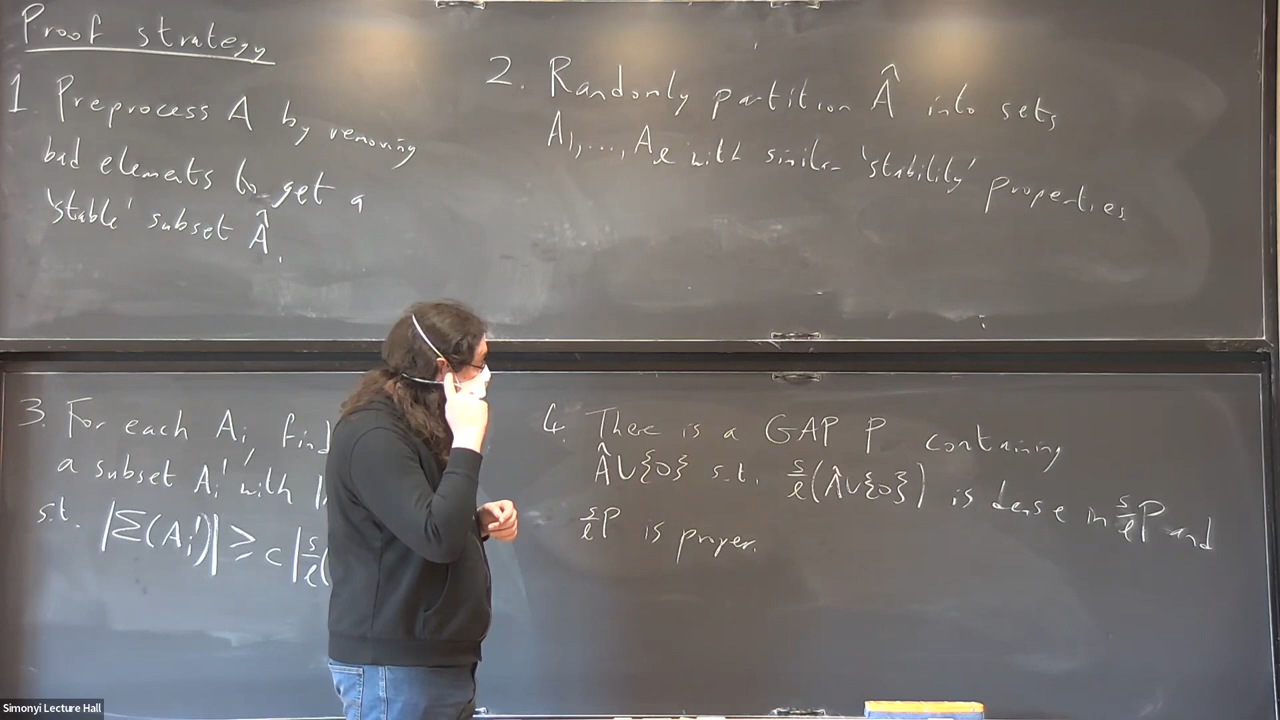 Proof strategy
1 Preprocess A by removing
bad elements to get a
'stable' subset Â.
2. Randomly partition Â into sets
A₁,...,Aℓ with similar 'stability' properties.
3. For each Aᵢ, find
a subset Aᵢ' with
s.t. |Σ(Aᵢ')| ≥ c|s/ℓ(
4. There is a GAP P containing
Â∪{0} s.t. s/ℓ(Â∪{0}) is dense in s/ℓP and
s/ℓP is proper.
Simonyi Lecture Hall